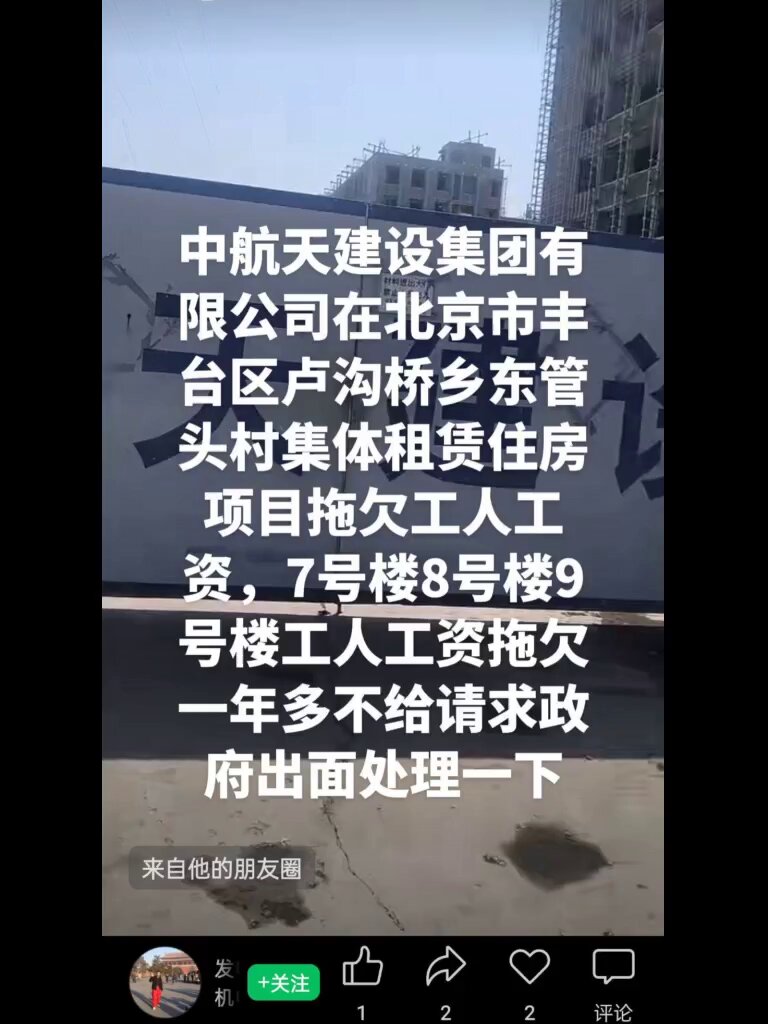 中航天建设集团有
限公司在北京市丰
台区卢沟桥乡东管
头村集体租赁住房
项目拖欠工人工
资，7号楼8号楼9
号楼工人工资拖欠
一年多不给请求政
府出面处理一下
天建设
来自他的朋友圈
发
机
+关注
1
2
2
评论